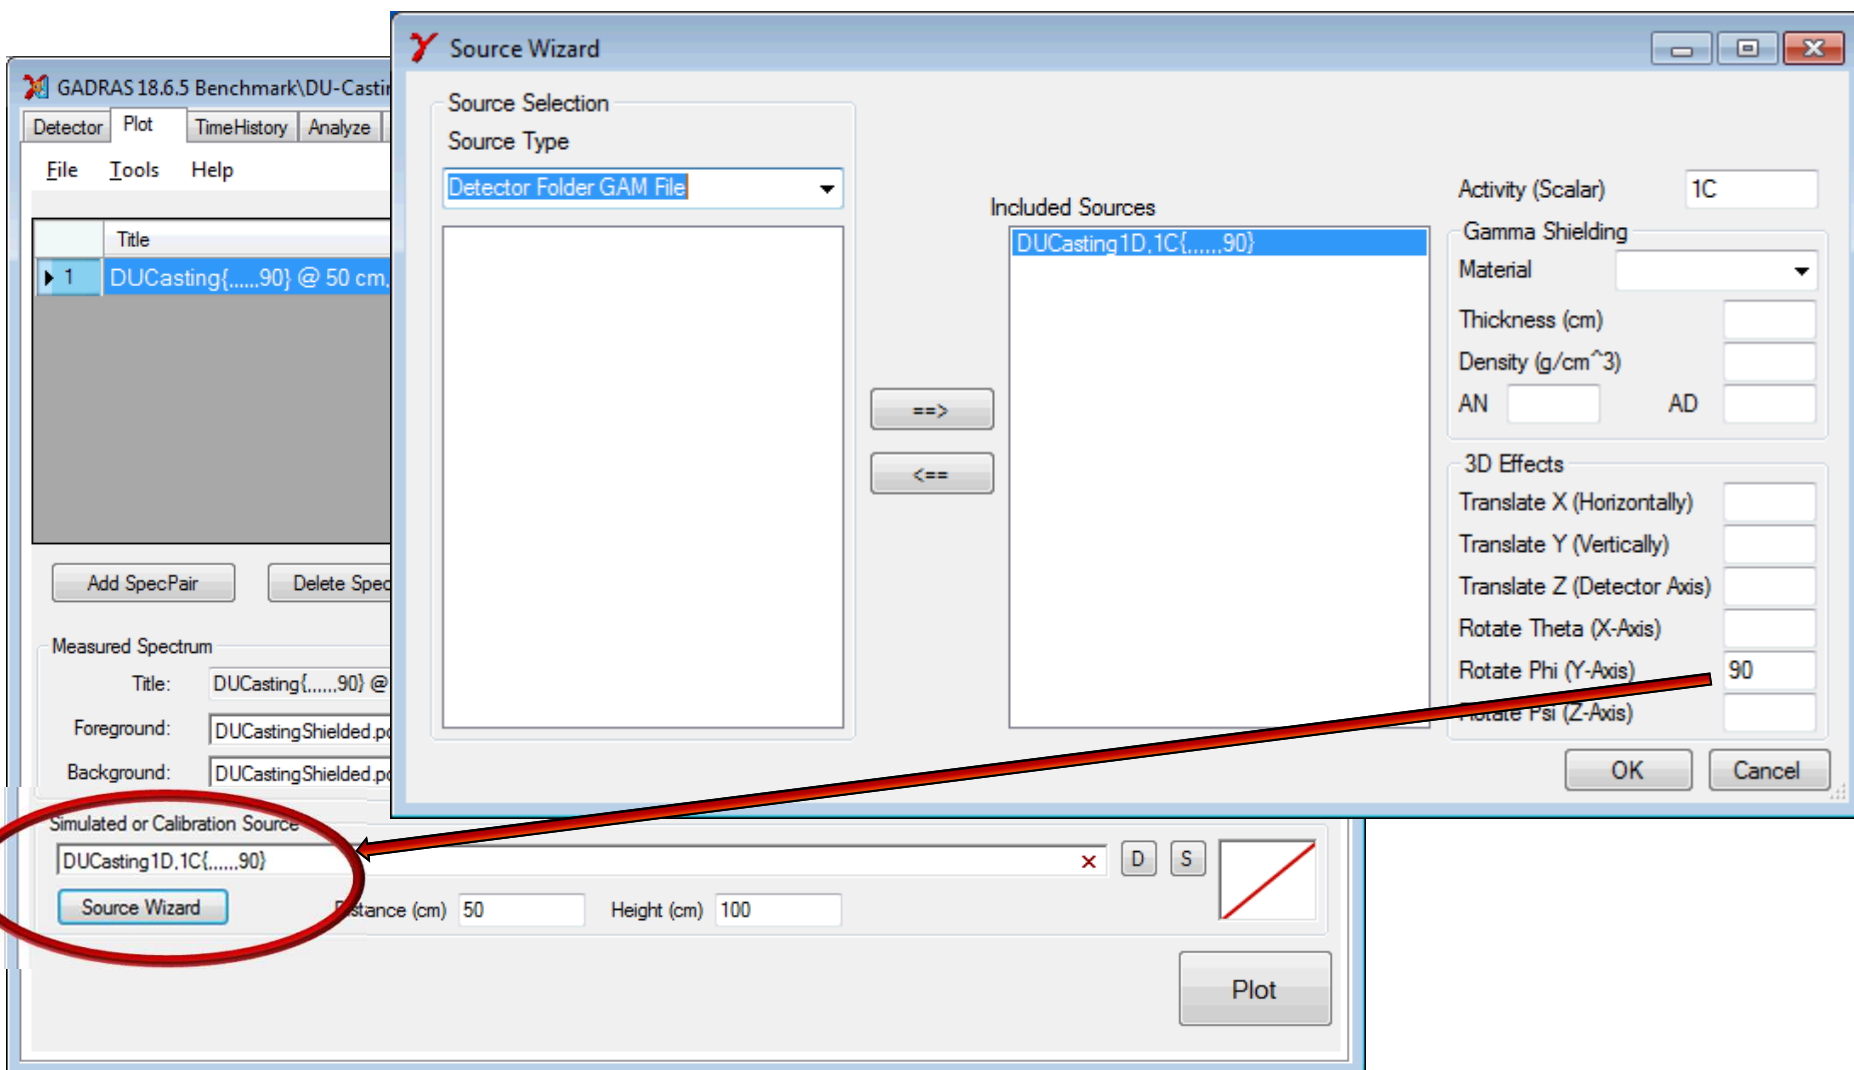 Source Wizard
Source Selection
Source Type
Detector Folder GAM File
Included Sources
DUCasting1D,1C{,,,,,,90}
==>
<==
Activity (Scalar) 1C
Gamma Shielding
Material
Thickness (cm)
Density (g/cm^3)
AN AD
3D Effects
Translate X (Horizontally)
Translate Y (Vertically)
Translate Z (Detector Axis)
Rotate Theta (X-Axis)
Rotate Phi (Y-Axis) 90
Rotate Psi (Z-Axis)
OK Cancel
GADRAS 18.6.5 Benchmark\DU-Casti
Detector Plot TimeHistory Analyze
File Tools Help
Title
1 DUCasting{,,,,,,90} @ 50 cm,
Add SpecPair Delete Spec
Measured Spectrum
Title: DUCasting{,,,,,,90} @
Foreground: DUCastingShielded.pc
Background: DUCastingShielded.pc
Simulated or Calibration Source
DUCasting1D,1C{,,,,,,90}
D S
Source Wizard Distance (cm) 50 Height (cm) 100
Plot